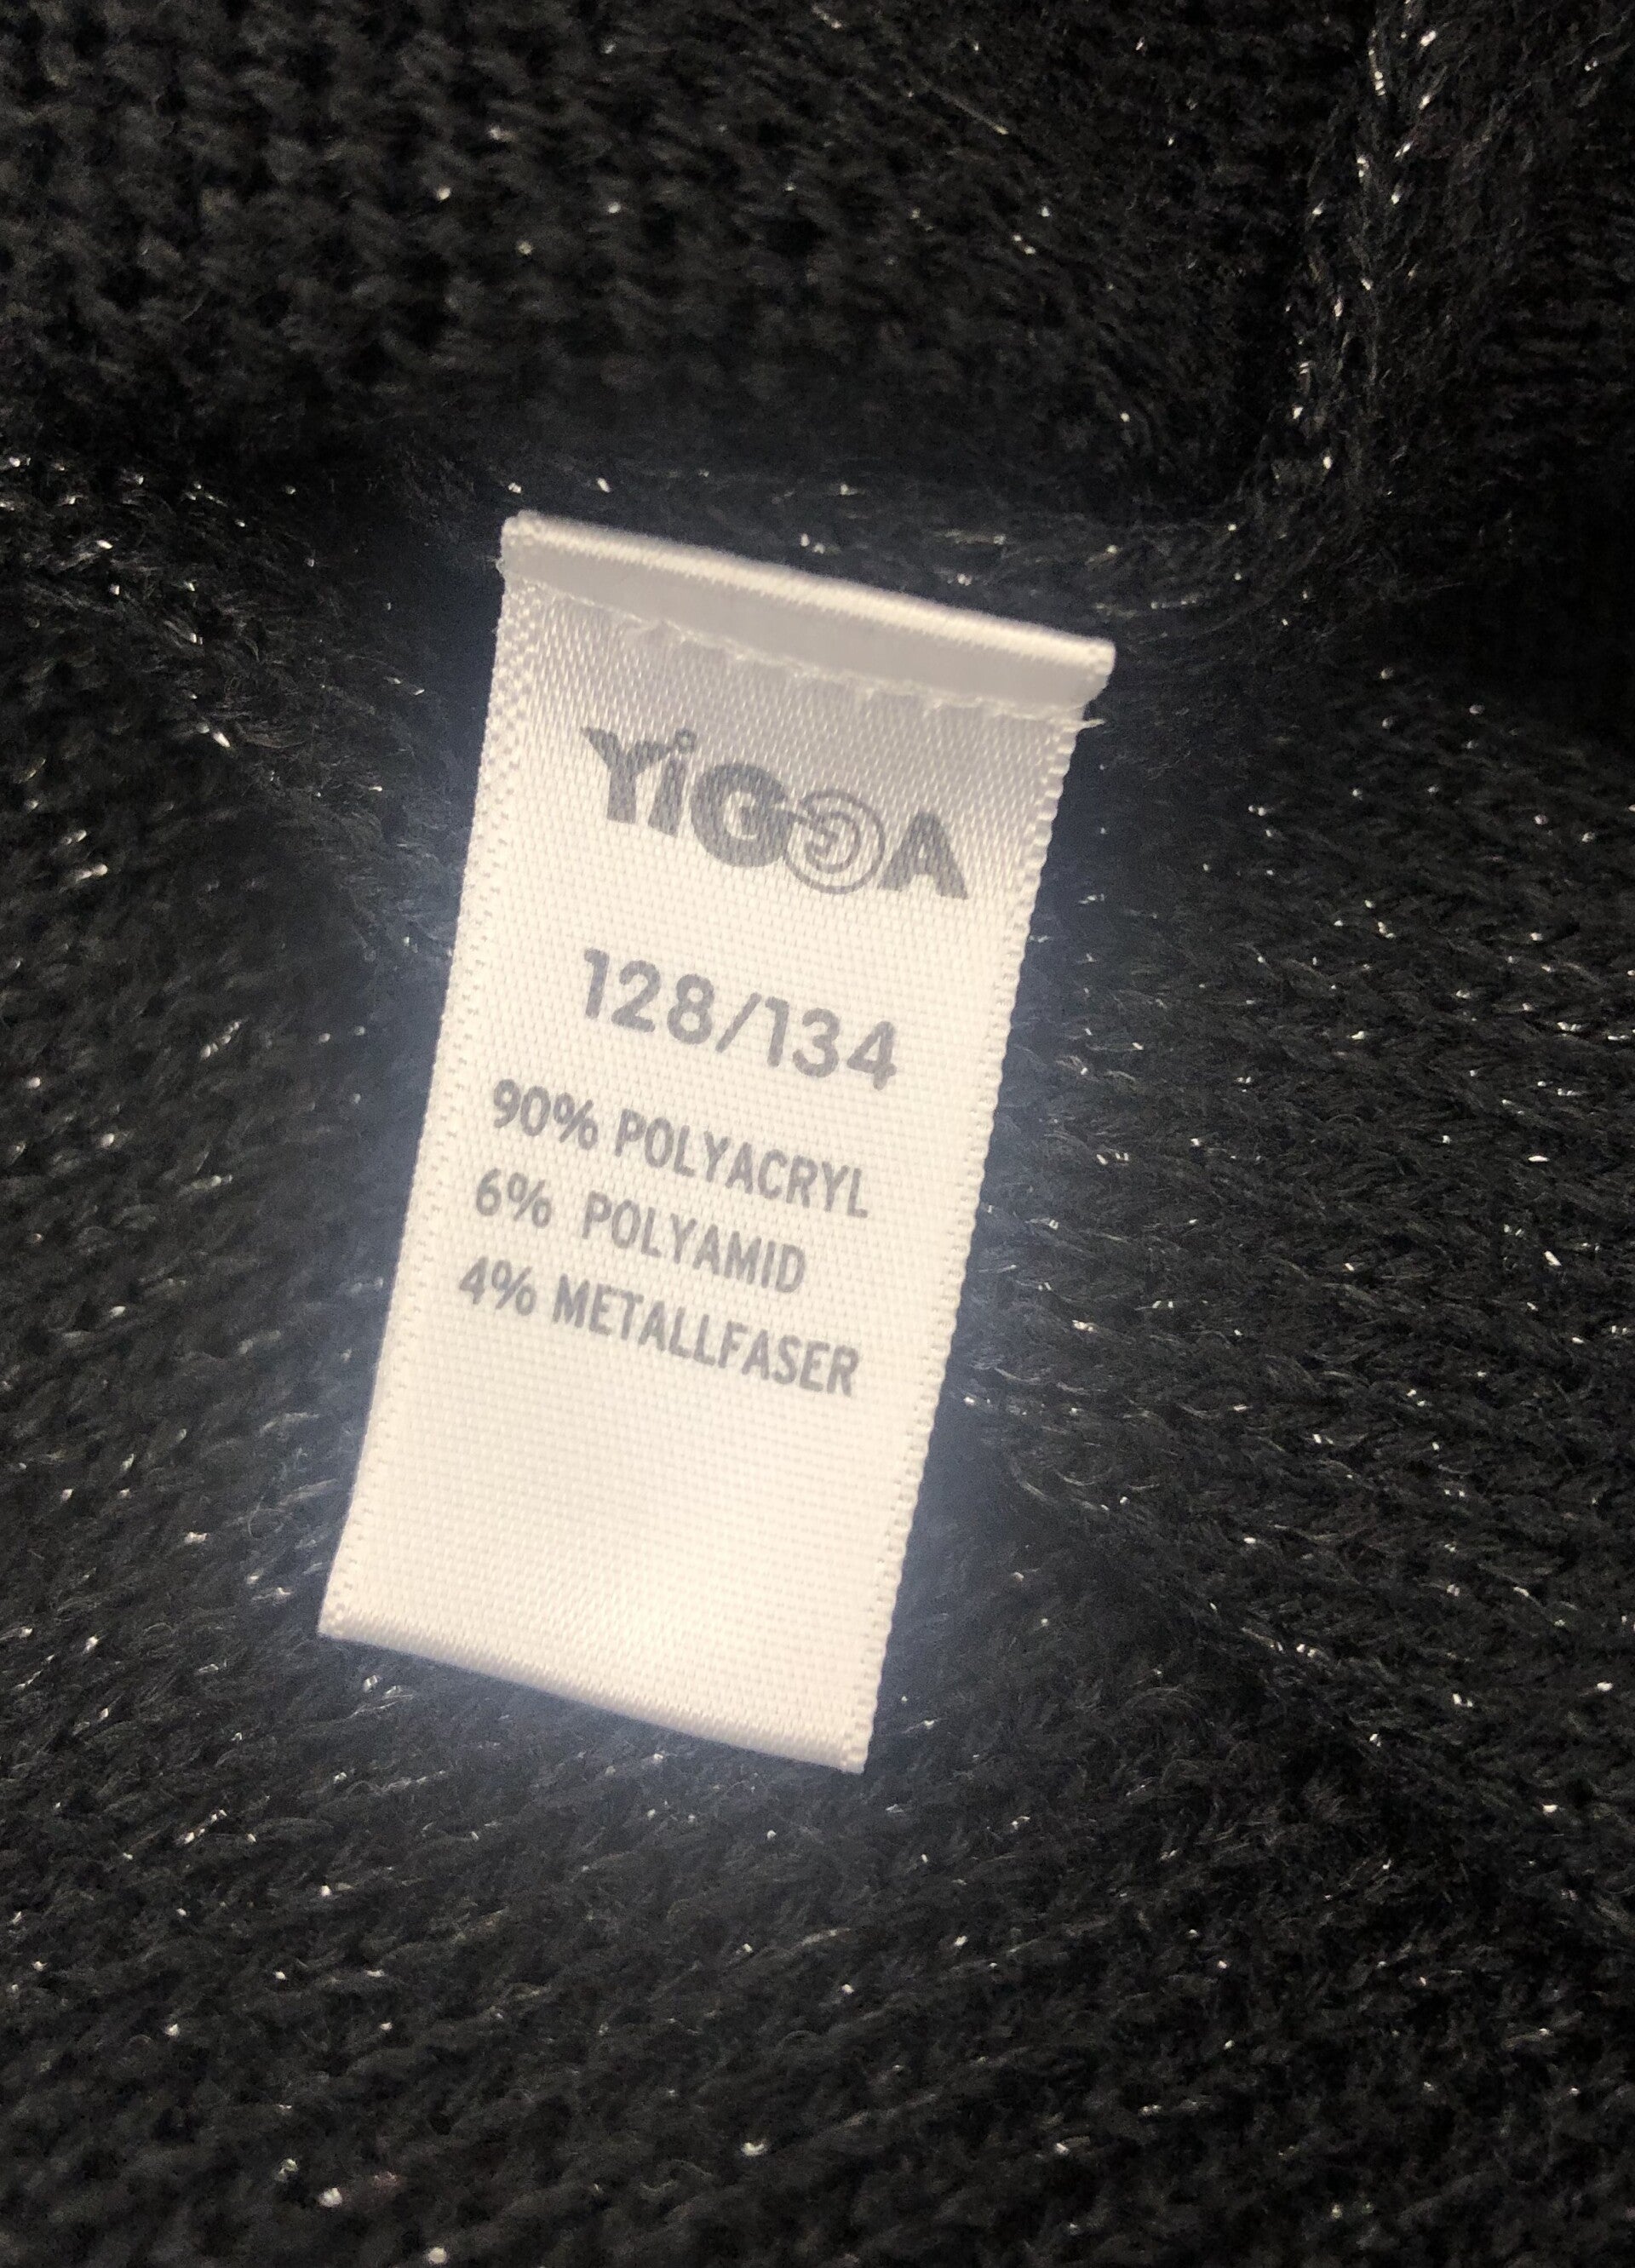 YiGGA
128/134
90% POLYACRYL
6% POLYAMID
4% METALLFASER